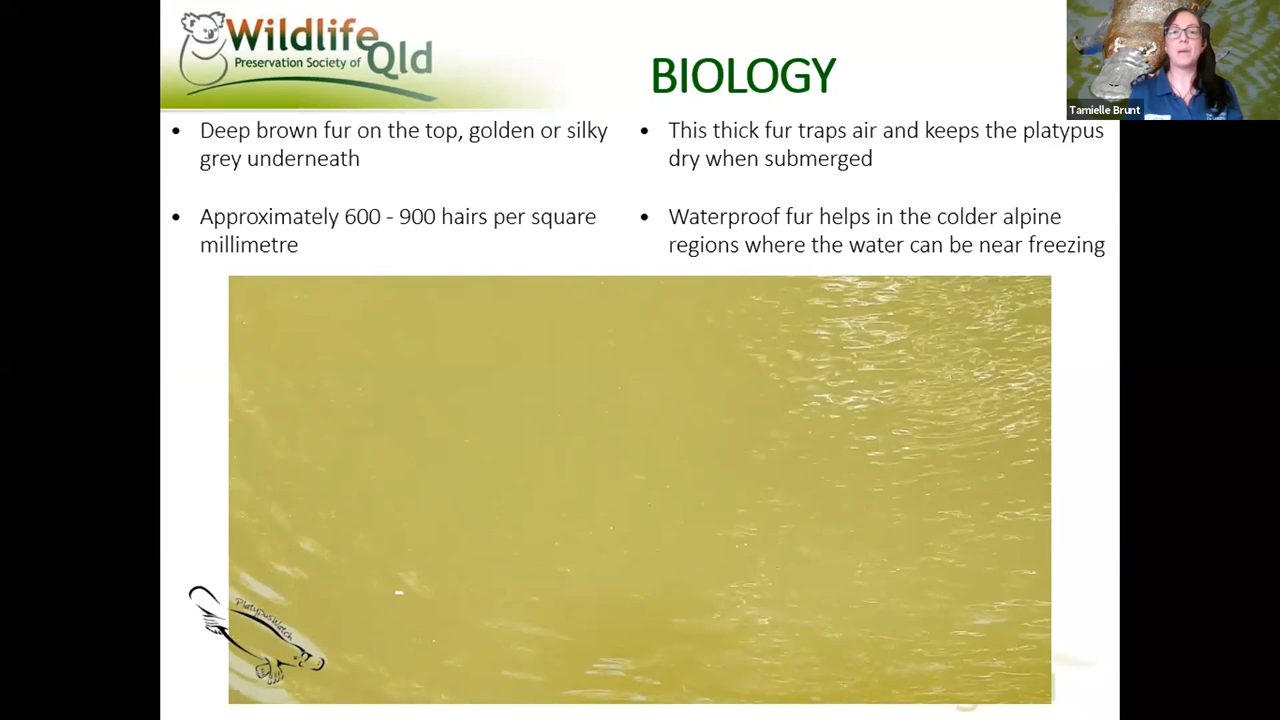 Wildlife
Preservation Society of Qld
BIOLOGY
Tamielle Brunt
• Deep brown fur on the top, golden or silky
grey underneath
• Approximately 600 - 900 hairs per square
millimetre
• This thick fur traps air and keeps the platypus
dry when submerged
• Waterproof fur helps in the colder alpine
regions where the water can be near freezing
PlatypusWatch